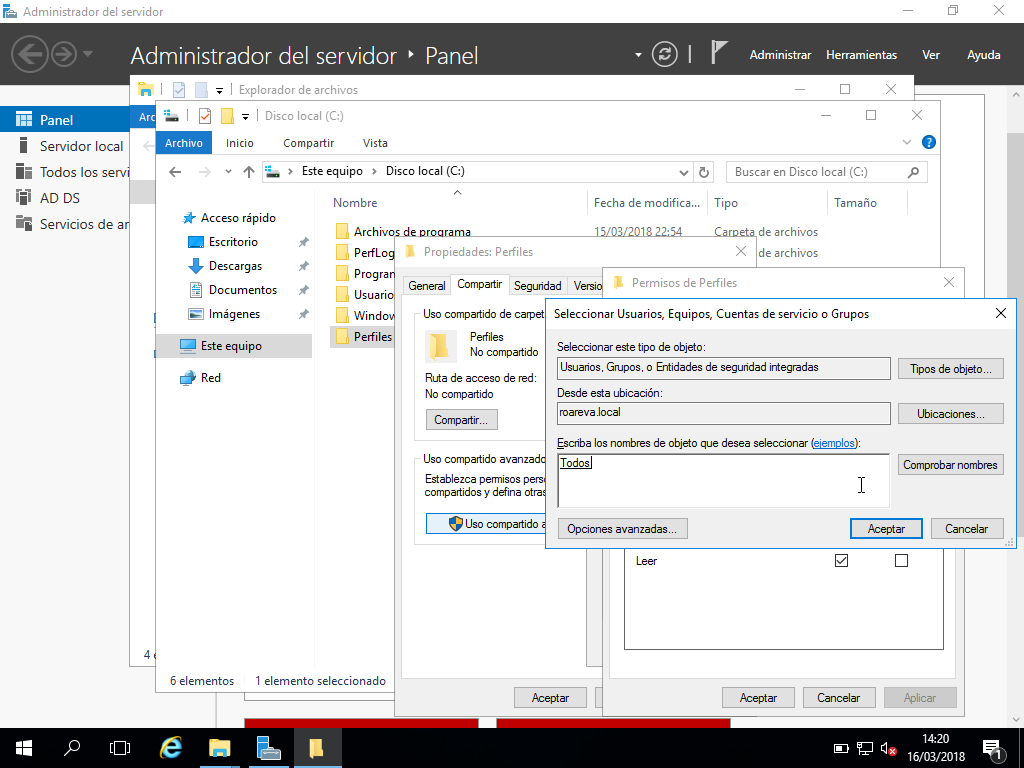 Administrador del servidor
Administrador del servidor ‣ Panel
Administrar Herramientas Ver Ayuda
Panel
Servidor local
Todos los servi
AD DS
Servicios de ar
Explorador de archivos
Arc
4 e
Disco local (C:)
Archivo Inicio Compartir Vista
Este equipo > Disco local (C:)
Buscar en Disco local (C:)
Acceso rápido
Escritorio
Descargas
Documentos
Imágenes
Este equipo
Red
Nombre Fecha de modifica... Tipo Tamaño
Archivos de programa 15/03/2018 22:54 Carpeta de archivos
PerfLog de archivos
Program
Usuario
Window
Perfiles
6 elementos 1 elemento seleccionado
Propiedades: Perfiles
General Compartir Seguridad Versio
Uso compartido de carpet
Perfiles
No compartido
Ruta de acceso de red:
No compartido
Compartir...
Uso compartido avanzado
Establezca permisos pers
compartidos y defina otras
Uso compartido a
Aceptar
Permisos de Perfiles
Leer
Aceptar Cancelar Aplicar
Seleccionar Usuarios, Equipos, Cuentas de servicio o Grupos
Seleccionar este tipo de objeto:
Usuarios, Grupos, o Entidades de seguridad integradas
Tipos de objeto...
Desde esta ubicación:
roareva.local
Ubicaciones...
Escriba los nombres de objeto que desea seleccionar (ejemplos):
Todos
Comprobar nombres
Opciones avanzadas...
Aceptar Cancelar
14:20
16/03/2018
1